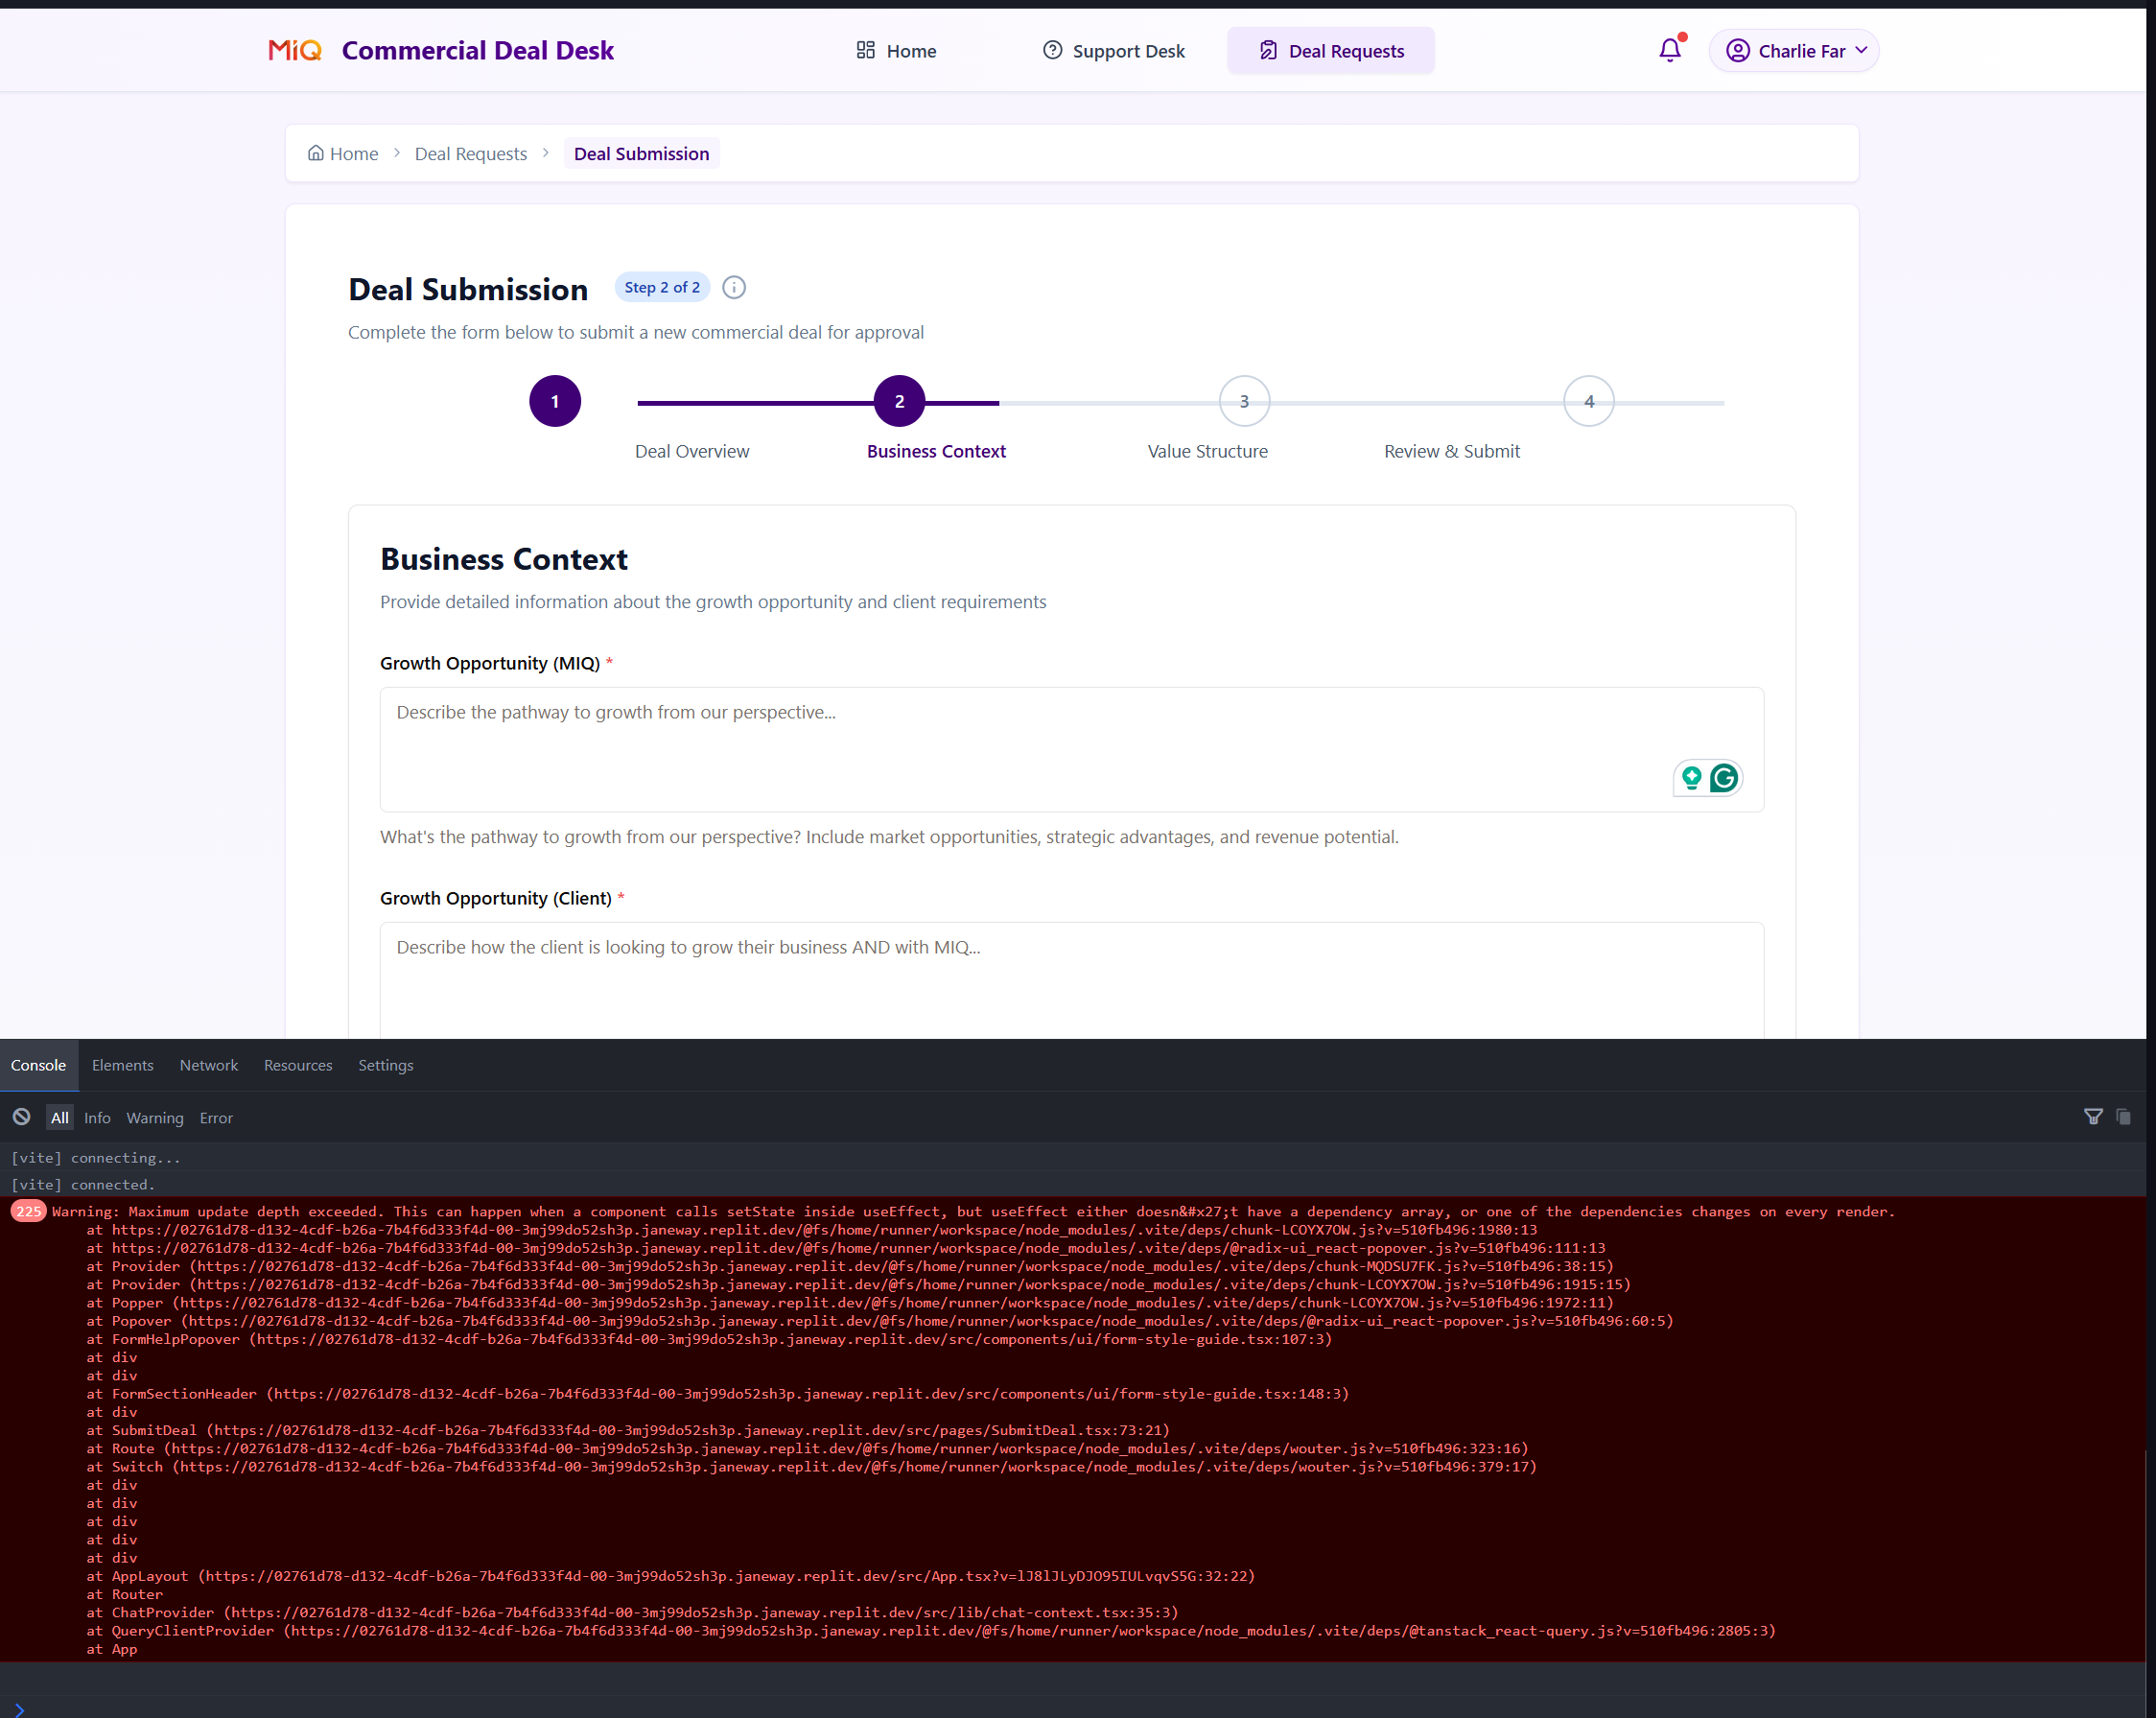 MiQ Commercial Deal Desk Home Support Desk Deal Requests Charlie Far
Home Deal Requests Deal Submission
Deal Submission Step 2 of 2
Complete the form below to submit a new commercial deal for approval
1 2 3 4
Deal Overview Business Context Value Structure Review & Submit
Business Context
Provide detailed information about the growth opportunity and client requirements
Growth Opportunity (MIQ) *
Describe the pathway to growth from our perspective...
What's the pathway to growth from our perspective? Include market opportunities, strategic advantages, and revenue potential.
Growth Opportunity (Client) *
Describe how the client is looking to grow their business AND with MIQ...
Console Elements Network Resources Settings
All Info Warning Error
[vite] connecting...
[vite] connected.
225 Warning: Maximum update depth exceeded. This can happen when a component calls setState inside useEffect, but useEffect either doesn&#x27;t have a dependency array, or one of the dependencies changes on every render.
at https://02761d78-d132-4cdf-b26a-7b4f6d333f4d-00-3mj99do52sh3p.janeway.replit.dev/@fs/home/runner/workspace/node_modules/.vite/deps/chunk-LCOYX7OW.js?v=510fb496:1980:13
at https://02761d78-d132-4cdf-b26a-7b4f6d333f4d-00-3mj99do52sh3p.janeway.replit.dev/@fs/home/runner/workspace/node_modules/.vite/deps/@radix-ui_react-popover.js?v=510fb496:111:13
at Provider (https://02761d78-d132-4cdf-b26a-7b4f6d333f4d-00-3mj99do52sh3p.janeway.replit.dev/@fs/home/runner/workspace/node_modules/.vite/deps/chunk-MQDSU7FK.js?v=510fb496:38:15)
at Provider (https://02761d78-d132-4cdf-b26a-7b4f6d333f4d-00-3mj99do52sh3p.janeway.replit.dev/@fs/home/runner/workspace/node_modules/.vite/deps/chunk-LCOYX7OW.js?v=510fb496:1915:15)
at Popper (https://02761d78-d132-4cdf-b26a-7b4f6d333f4d-00-3mj99do52sh3p.janeway.replit.dev/@fs/home/runner/workspace/node_modules/.vite/deps/chunk-LCOYX7OW.js?v=510fb496:1972:11)
at Popover (https://02761d78-d132-4cdf-b26a-7b4f6d333f4d-00-3mj99do52sh3p.janeway.replit.dev/@fs/home/runner/workspace/node_modules/.vite/deps/@radix-ui_react-popover.js?v=510fb496:60:5)
at FormHelpPopover (https://02761d78-d132-4cdf-b26a-7b4f6d333f4d-00-3mj99do52sh3p.janeway.replit.dev/src/components/ui/form-style-guide.tsx:107:3)
at div
at div
at FormSectionHeader (https://02761d78-d132-4cdf-b26a-7b4f6d333f4d-00-3mj99do52sh3p.janeway.replit.dev/src/components/ui/form-style-guide.tsx:148:3)
at div
at SubmitDeal (https://02761d78-d132-4cdf-b26a-7b4f6d333f4d-00-3mj99do52sh3p.janeway.replit.dev/src/pages/SubmitDeal.tsx:73:21)
at Route (https://02761d78-d132-4cdf-b26a-7b4f6d333f4d-00-3mj99do52sh3p.janeway.replit.dev/@fs/home/runner/workspace/node_modules/.vite/deps/wouter.js?v=510fb496:323:16)
at Switch (https://02761d78-d132-4cdf-b26a-7b4f6d333f4d-00-3mj99do52sh3p.janeway.replit.dev/@fs/home/runner/workspace/node_modules/.vite/deps/wouter.js?v=510fb496:379:17)
at div
at div
at div
at div
at div
at AppLayout (https://02761d78-d132-4cdf-b26a-7b4f6d333f4d-00-3mj99do52sh3p.janeway.replit.dev/src/App.tsx?v=lJ8lJLyDJO95IULvqvS5G:32:22)
at Router
at ChatProvider (https://02761d78-d132-4cdf-b26a-7b4f6d333f4d-00-3mj99do52sh3p.janeway.replit.dev/src/lib/chat-context.tsx:35:3)
at QueryClientProvider (https://02761d78-d132-4cdf-b26a-7b4f6d333f4d-00-3mj99do52sh3p.janeway.replit.dev/@fs/home/runner/workspace/node_modules/.vite/deps/@tanstack_react-query.js?v=510fb496:2805:3)
at App